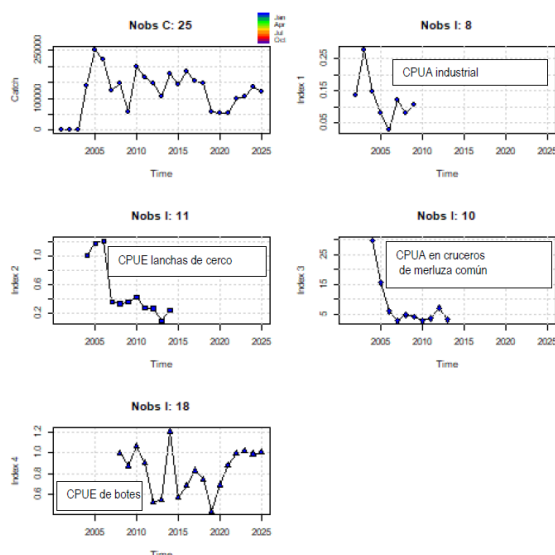 Nobs C: 25
Jan
Apr
Jul
Oct
Catch
0 100000 250000
2005 2010 2015 2020 2025
Time
Nobs I: 8
Index 1
0.05 0.15 0.25
CPUA industrial
2005 2010 2015 2020 2025
Time
Nobs I: 11
Index 2
0.2 0.6 1.0
CPUE lanchas de cerco
2005 2010 2015 2020 2025
Time
Nobs I: 10
Index 3
5 15 25
CPUA en cruceros
de merluza común
2005 2010 2015 2020 2025
Time
Nobs I: 18
Index 4
0.6 0.8 1.0 1.2
CPUE de botes
2005 2010 2015 2020 2025
Time